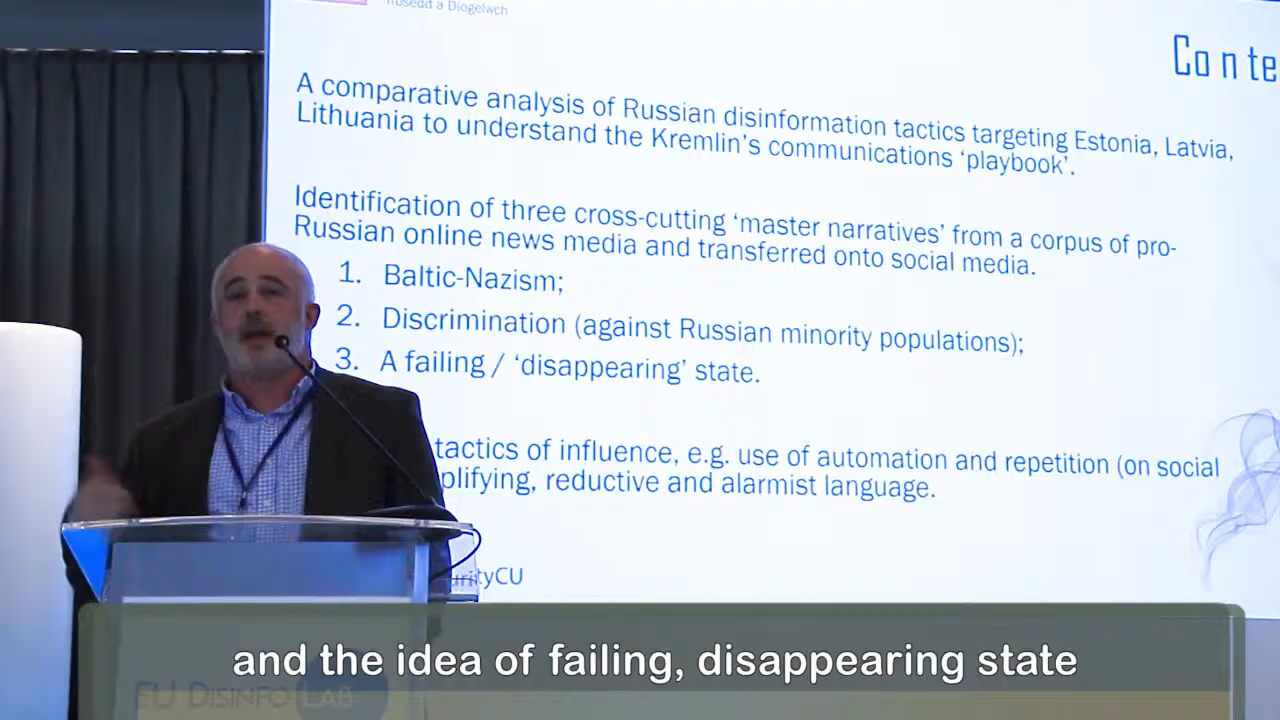 a Diogelwch
A comparative analysis of Russian disinformation tactics targeting Estonia, Latvia,
Lithuania to understand the Kremlin’s communications ‘playbook’.
Identification of three cross-cutting ‘master narratives’ from a corpus of pro-
Russian online news media and transferred onto social media.
1. Baltic-Nazism;
2. Discrimination (against Russian minority populations);
3. A failing / ‘disappearing’ state.
tactics of influence, e.g. use of automation and repetition (on social
plifying, reductive and alarmist language.
urityCU
and the idea of failing, disappearing state
EU DISINFO LAB